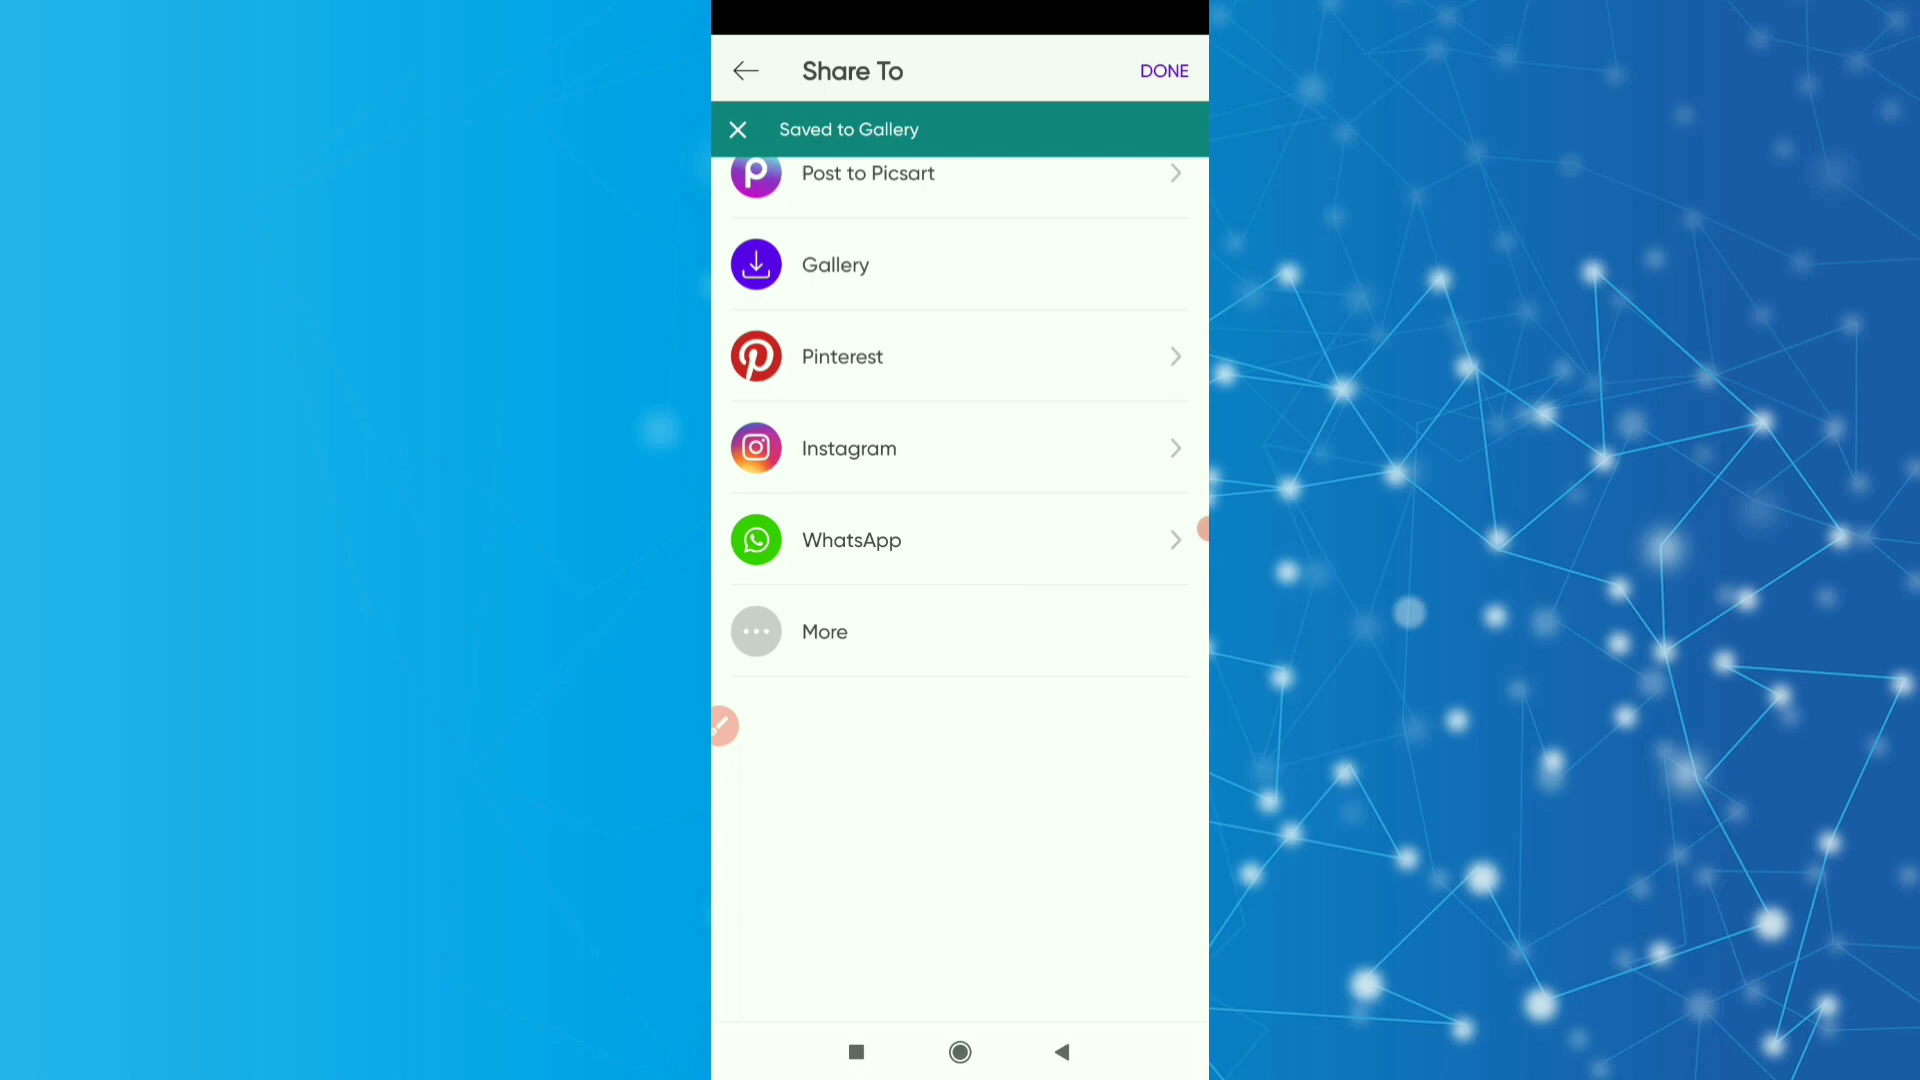 Share To
DONE
Saved to Gallery
Post to Picsart
Gallery
Pinterest
Instagram
WhatsApp
More